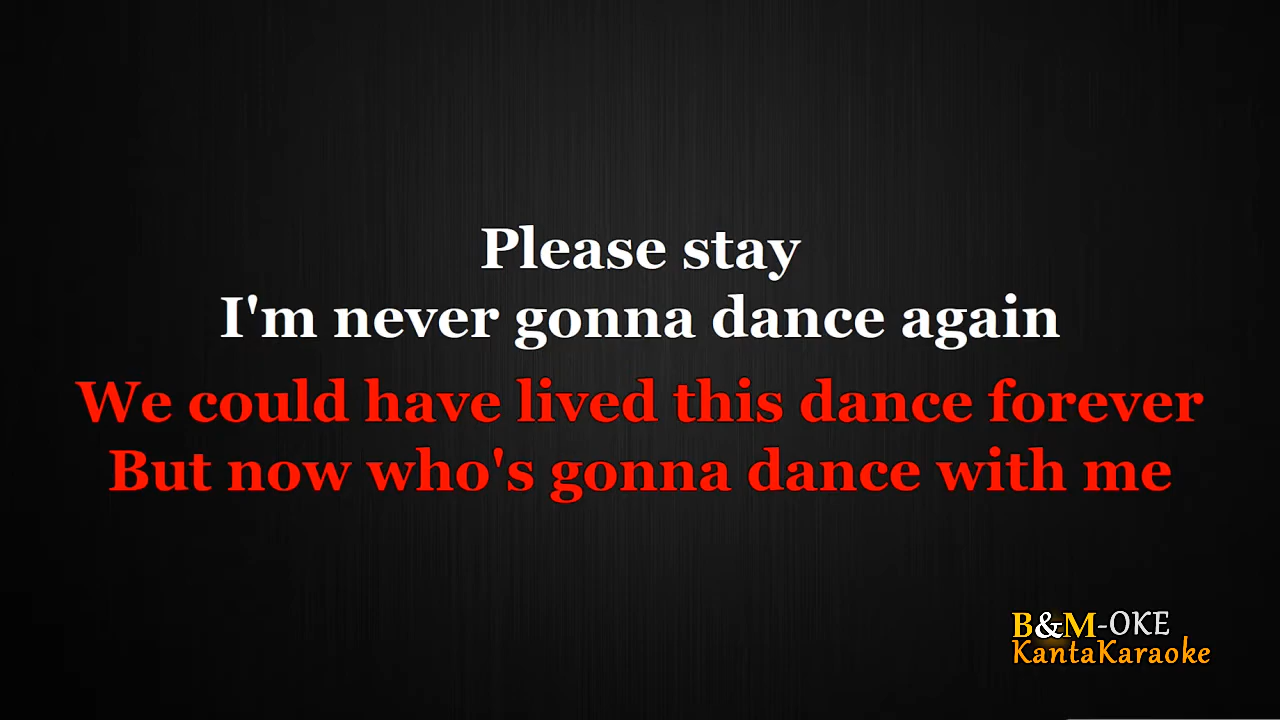 Please stay
I'm never gonna dance again
We could have lived this dance forever
But now who's gonna dance with me
B&M-OKE
KantaKaraoke